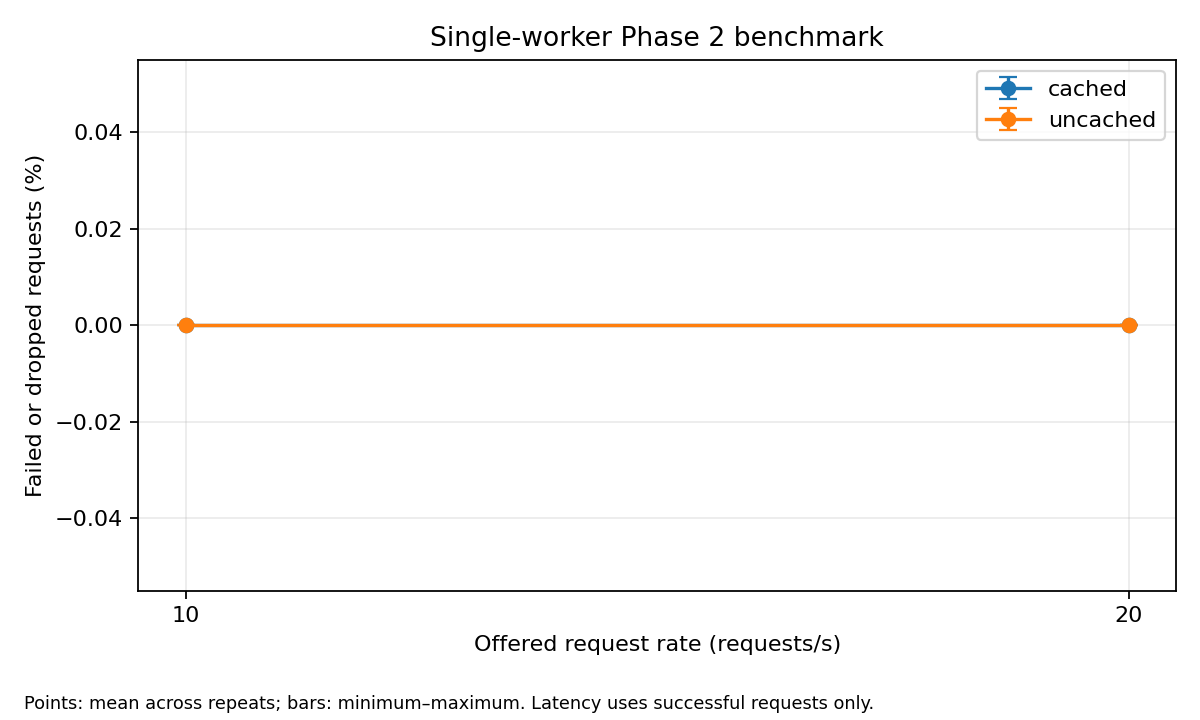 Single-worker Phase 2 benchmark
cached
uncached
Failed or dropped requests (%)
0.04
0.02
0.00
−0.02
−0.04
10
20
Offered request rate (requests/s)
Points: mean across repeats; bars: minimum–maximum. Latency uses successful requests only.